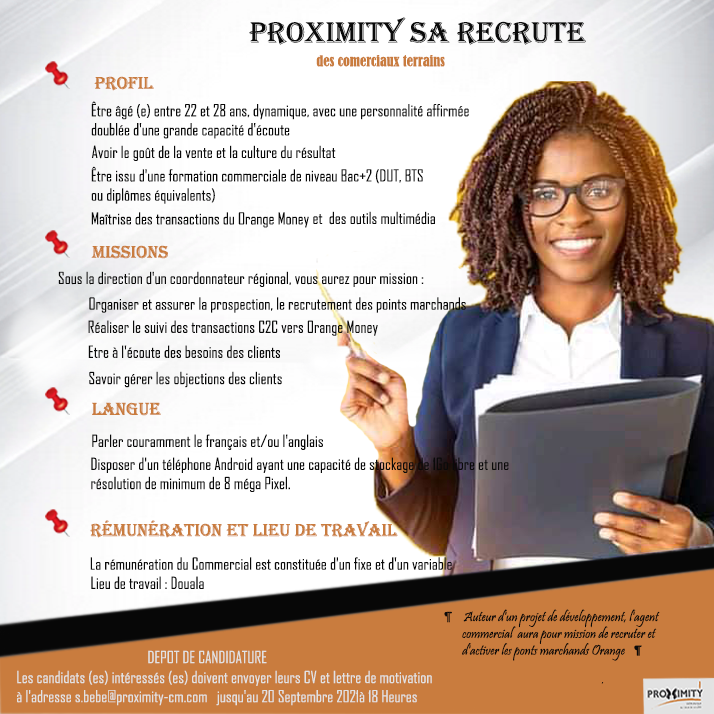 PROXIMITY SA RECRUTE
des comerciaux terrains
PROFIL
Être âgé (e) entre 22 et 28 ans, dynamique, avec une personnalité affirmée
doublée d'une grande capacité d'écoute
Avoir le goût de la vente et la culture du résultat
Être issu d'une formation commerciale de niveau Bac+2 (DUT, BTS
ou diplômes équivalents)
Maîtrise des transactions du Orange Money et des outils multimédia
MISSIONS
Sous la direction d'un coordonnateur régional, vous aurez pour mission :
Organiser et assurer la prospection, le recrutement des points marchands
Réaliser le suivi des transactions C2C vers Orange Money
Etre à l'écoute des besoins des clients
Savoir gérer les objections des clients
LANGUE
Parler couramment le français et/ou l'anglais
Disposer d'un téléphone Android ayant une capacité de stockage de et une
résolution de minimum de 8 méga Pixel.
RÉMUNÉRATION ET LIEU DE TRAVAIL
La rémunération du Commercial est constituée d'un fixe et d'un variable
Lieu de travail : Douala
¶ Auteur d'un projet de développement, l'agent
commercial aura pour mission de recruter et
d'activer les ponts marchands Orange ¶
DEPOT DE CANDIDATURE
Les candidats (es) intéressés (es) doivent envoyer leurs CV et lettre de motivation
à l'adresse s.bebe@proximity-cm.com jusqu'au 20 Septembre 2021à 18 Heures
PROXIMITY